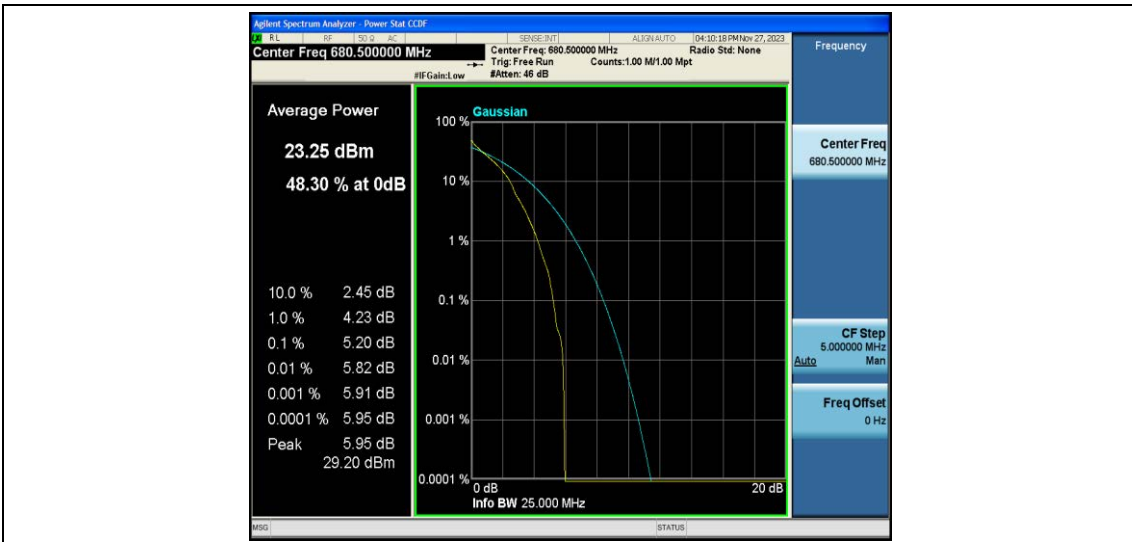 Agilent Spectrum Analyzer - Power Stat CCDF
RL RF 50 Ω AC SENSE:INT ALIGN AUTO 04:10:18 PM Nov 27, 2023
Center Freq 680.500000 MHz
Center Freq: 680.500000 MHz Radio Std: None
Trig: Free Run Counts:1.00 M/1.00 Mpt
#IFGain:Low #Atten: 46 dB
Frequency
Average Power
23.25 dBm
48.30 % at 0dB
10.0 % 2.45 dB
1.0 % 4.23 dB
0.1 % 5.20 dB
0.01 % 5.82 dB
0.001 % 5.91 dB
0.0001 % 5.95 dB
Peak 5.95 dB
29.20 dBm
Gaussian
100 %
10 %
1 %
0.1 %
0.01 %
0.001 %
0.0001 %
0 dB 20 dB
Info BW 25.000 MHz
Center Freq
680.500000 MHz
CF Step
5.000000 MHz
Auto Man
Freq Offset
0 Hz
MSG STATUS